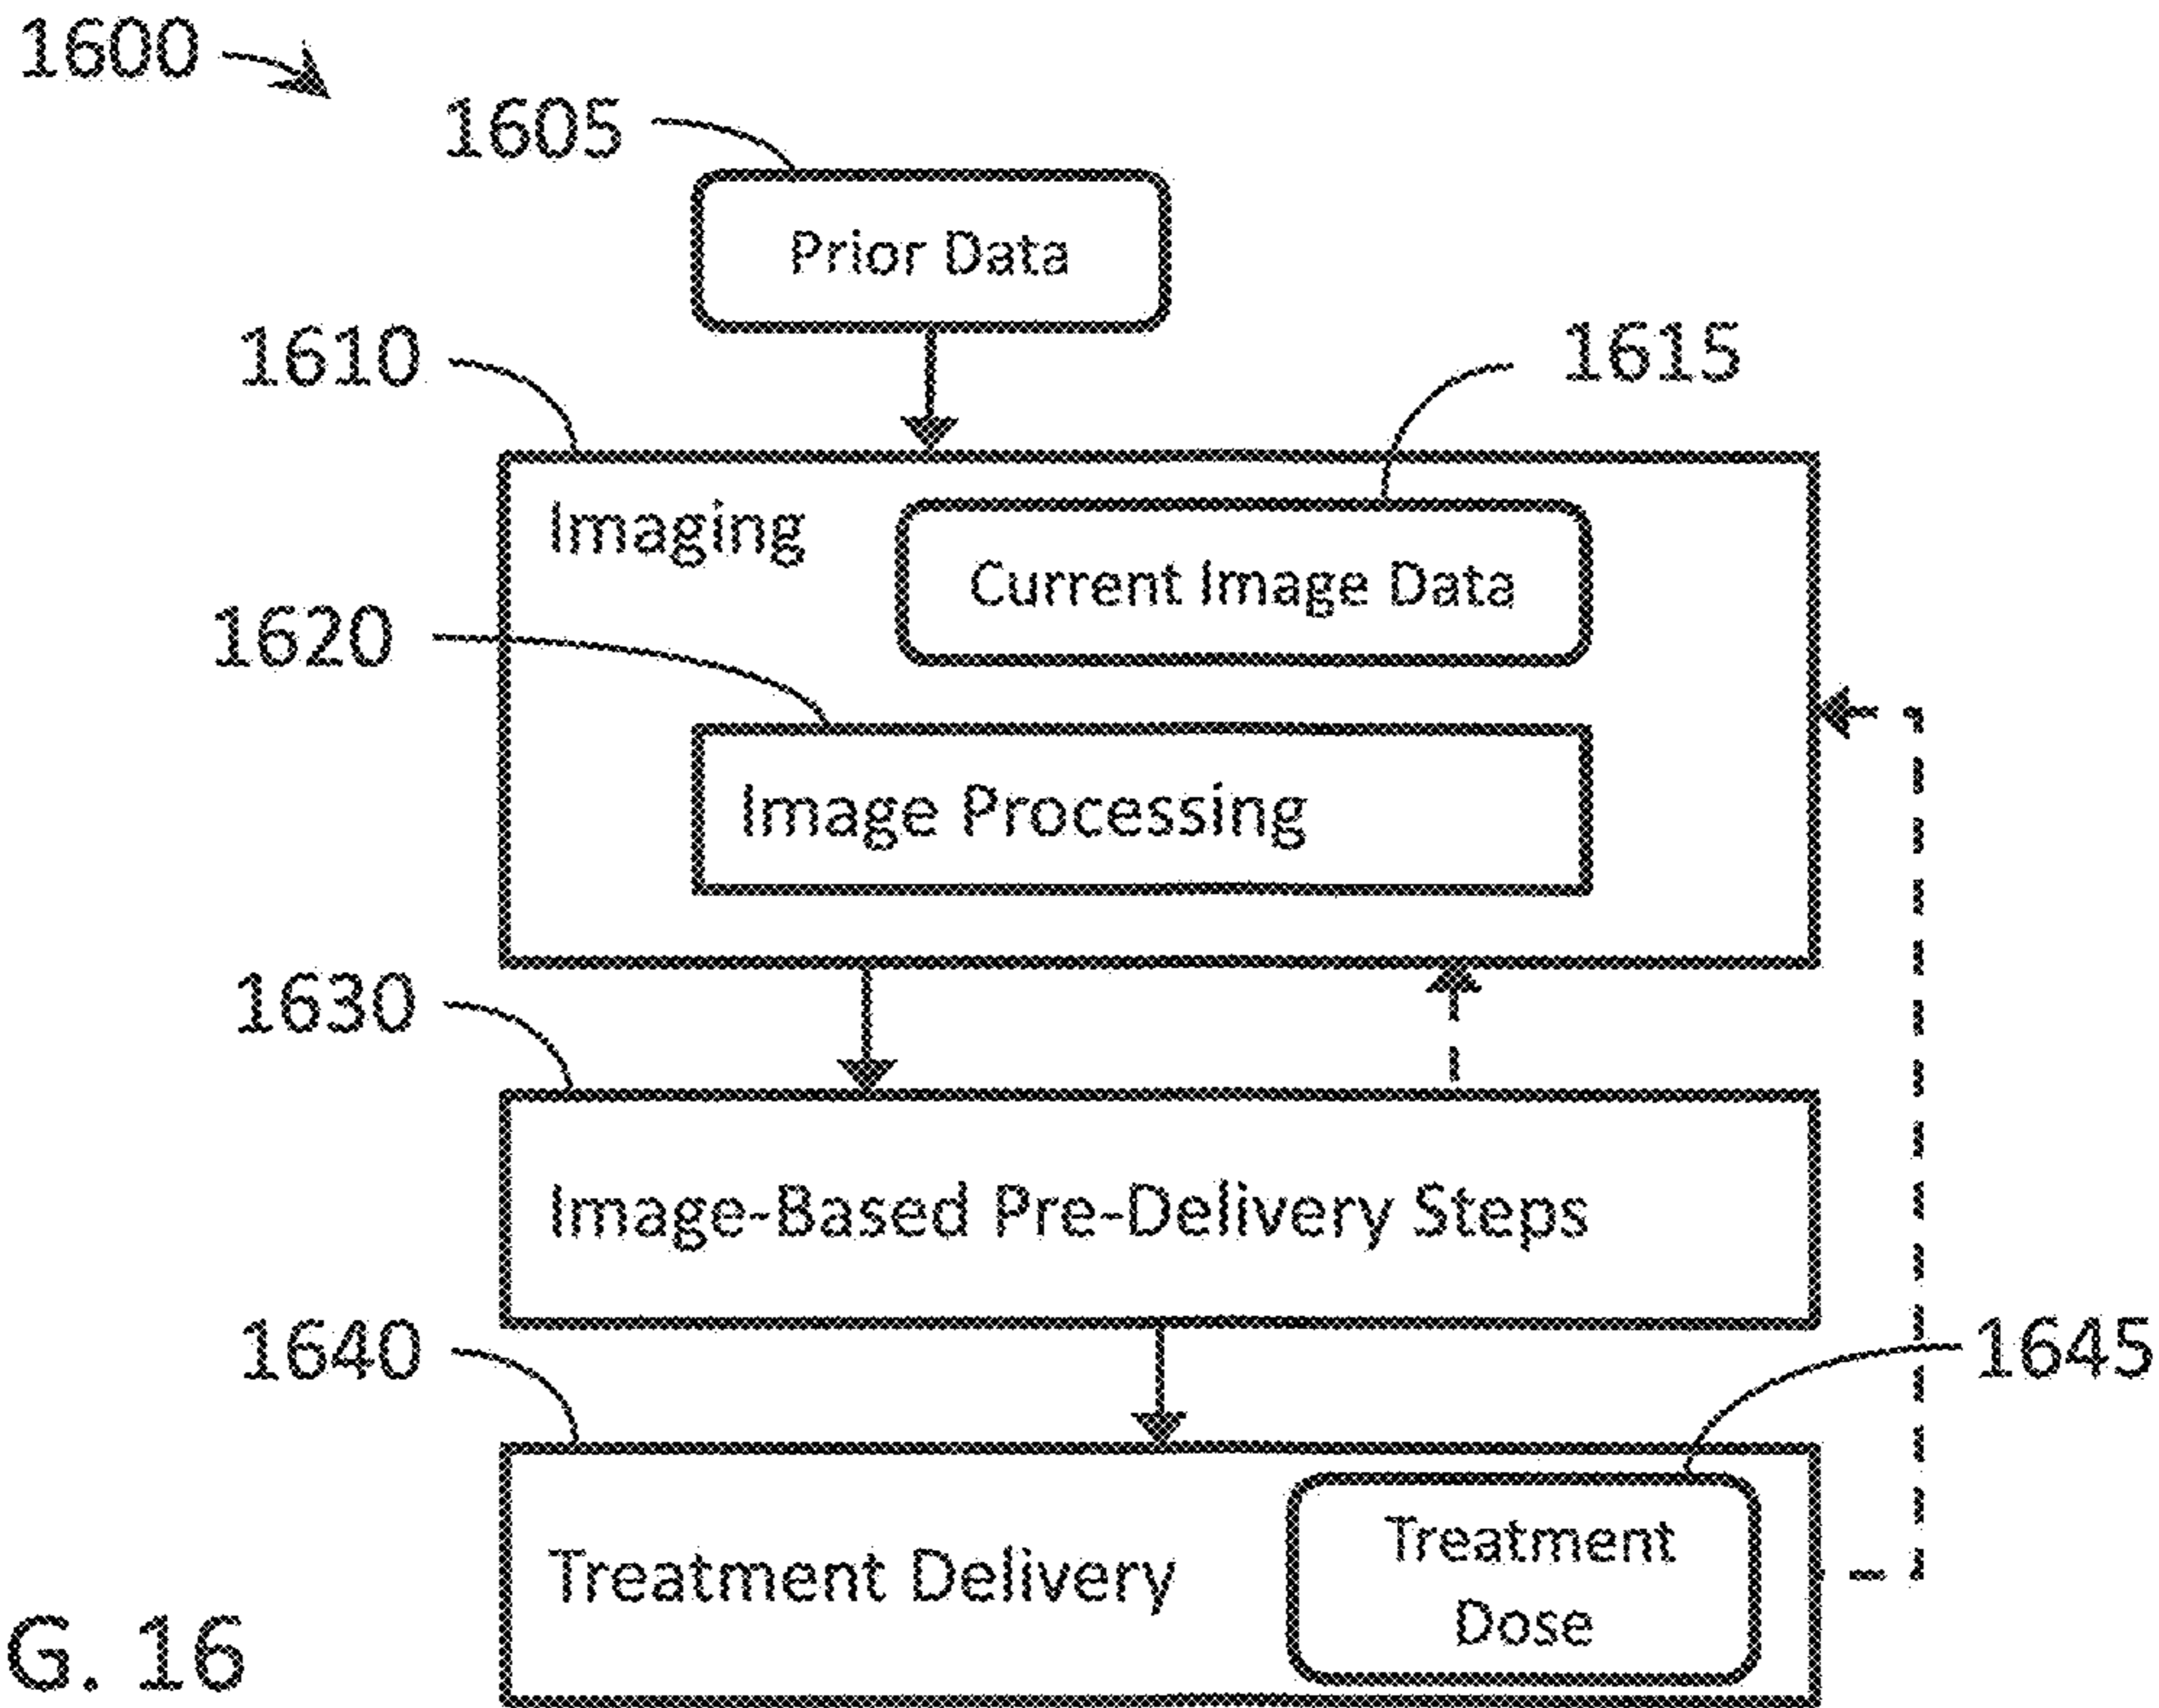 1600
1605
Prior Data
1610
1615
Imaging
Current Image Data
1620
Image Processing
1630
Image-Based Pre-Delivery Steps
1640
1645
Treatment Delivery
Treatment
Dose
G. 16